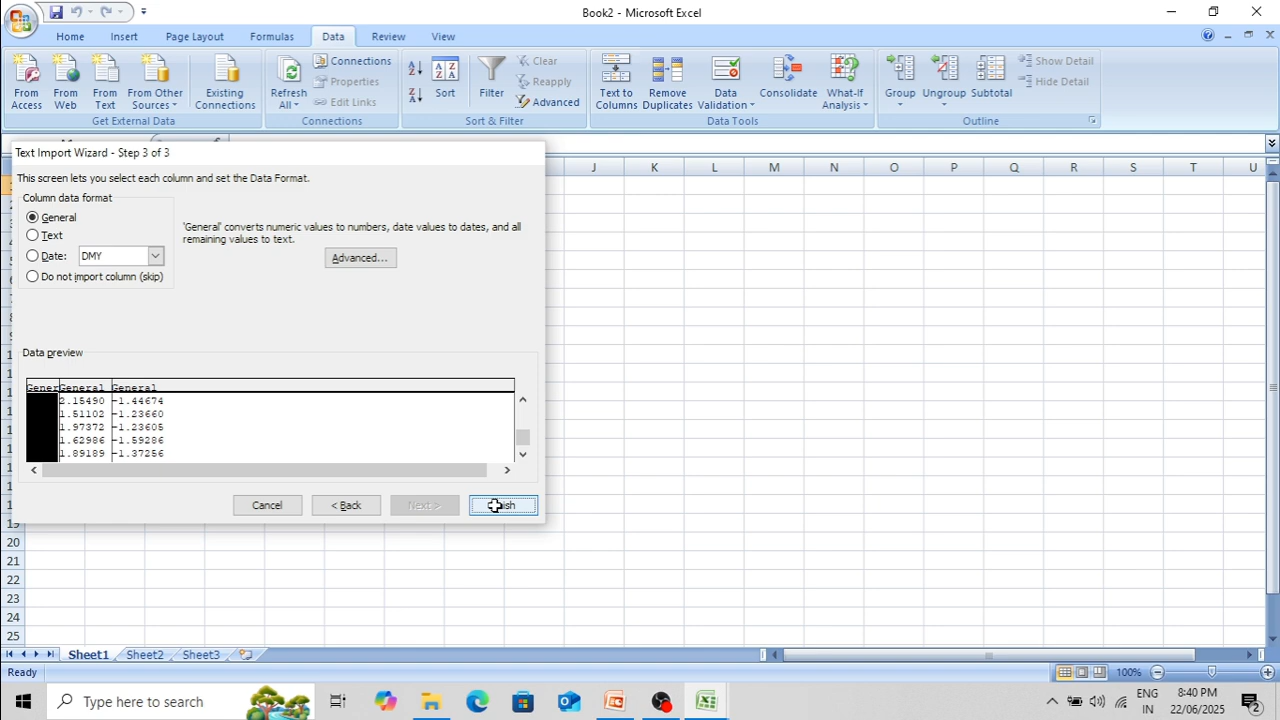 Book2 - Microsoft Excel
Home Insert Page Layout Formulas Data Review View
From Access
From Web
From Text
From Other Sources
Existing Connections
Get External Data
Refresh All
Connections
Properties
Edit Links
Connections
Sort
Filter
Clear
Reapply
Advanced
Sort & Filter
Text to Columns
Remove Duplicates
Data Validation
Consolidate
What-If Analysis
Data Tools
Group
Ungroup
Subtotal
Show Detail
Hide Detail
Outline
Text Import Wizard - Step 3 of 3
This screen lets you select each column and set the Data Format.
Column data format
General
Text
Date: DMY
Do not import column (skip)
'General' converts numeric values to numbers, date values to dates, and all
remaining values to text.
Advanced...
Data preview
Gener General General
2.15490 -1.44674
1.51102 -1.23660
1.97372 -1.23605
1.62986 -1.59286
1.89189 -1.37256
Cancel < Back Next >
J K L M N O P Q R S T U
19
20
21
22
23
24
25
Sheet1 Sheet2 Sheet3
Ready 100%
Type here to search
ENG
IN
8:40 PM
22/06/2025
2